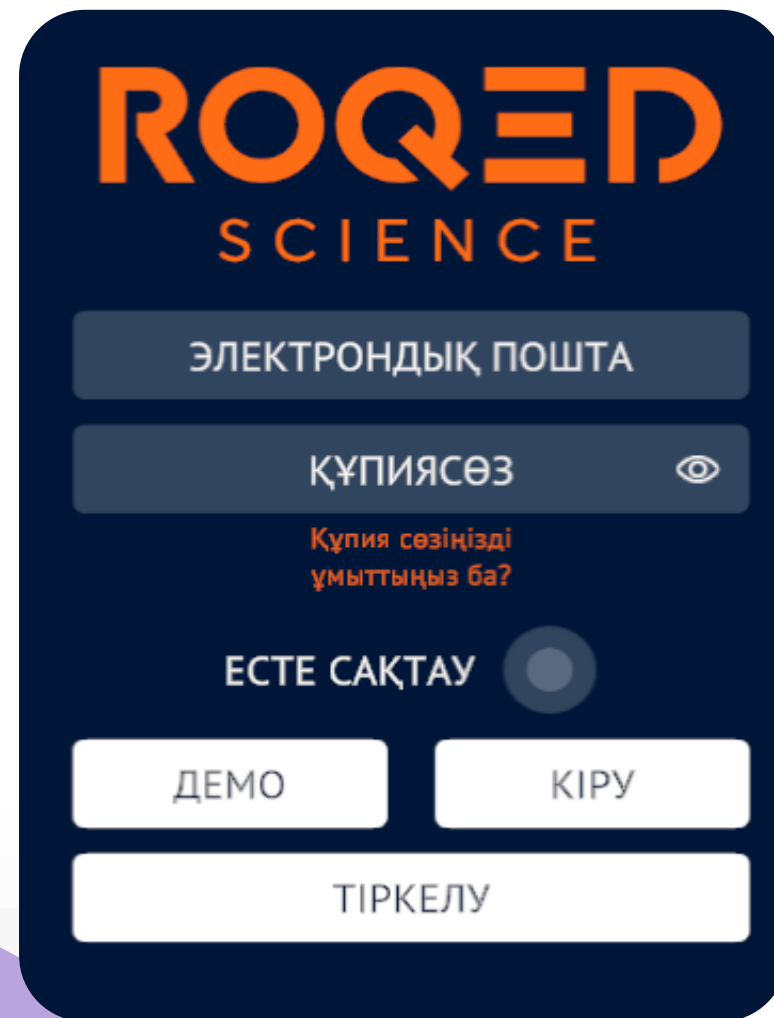 ROQED
SCIENCE
ЭЛЕКТРОНДЫҚ ПОШТА
ҚҰПИЯСӨЗ
Құпия сөзіңізді
ұмыттыңыз ба?
ЕСТЕ САҚТАУ
ДЕМО
КІРУ
ТІРКЕЛУ